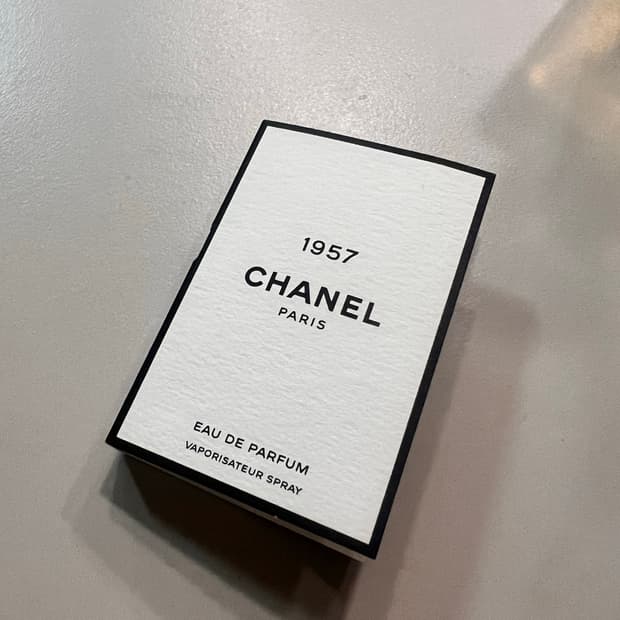 1957
CHANEL
PARIS
EAU DE PARFUM
VAPORISATEUR SPRAY